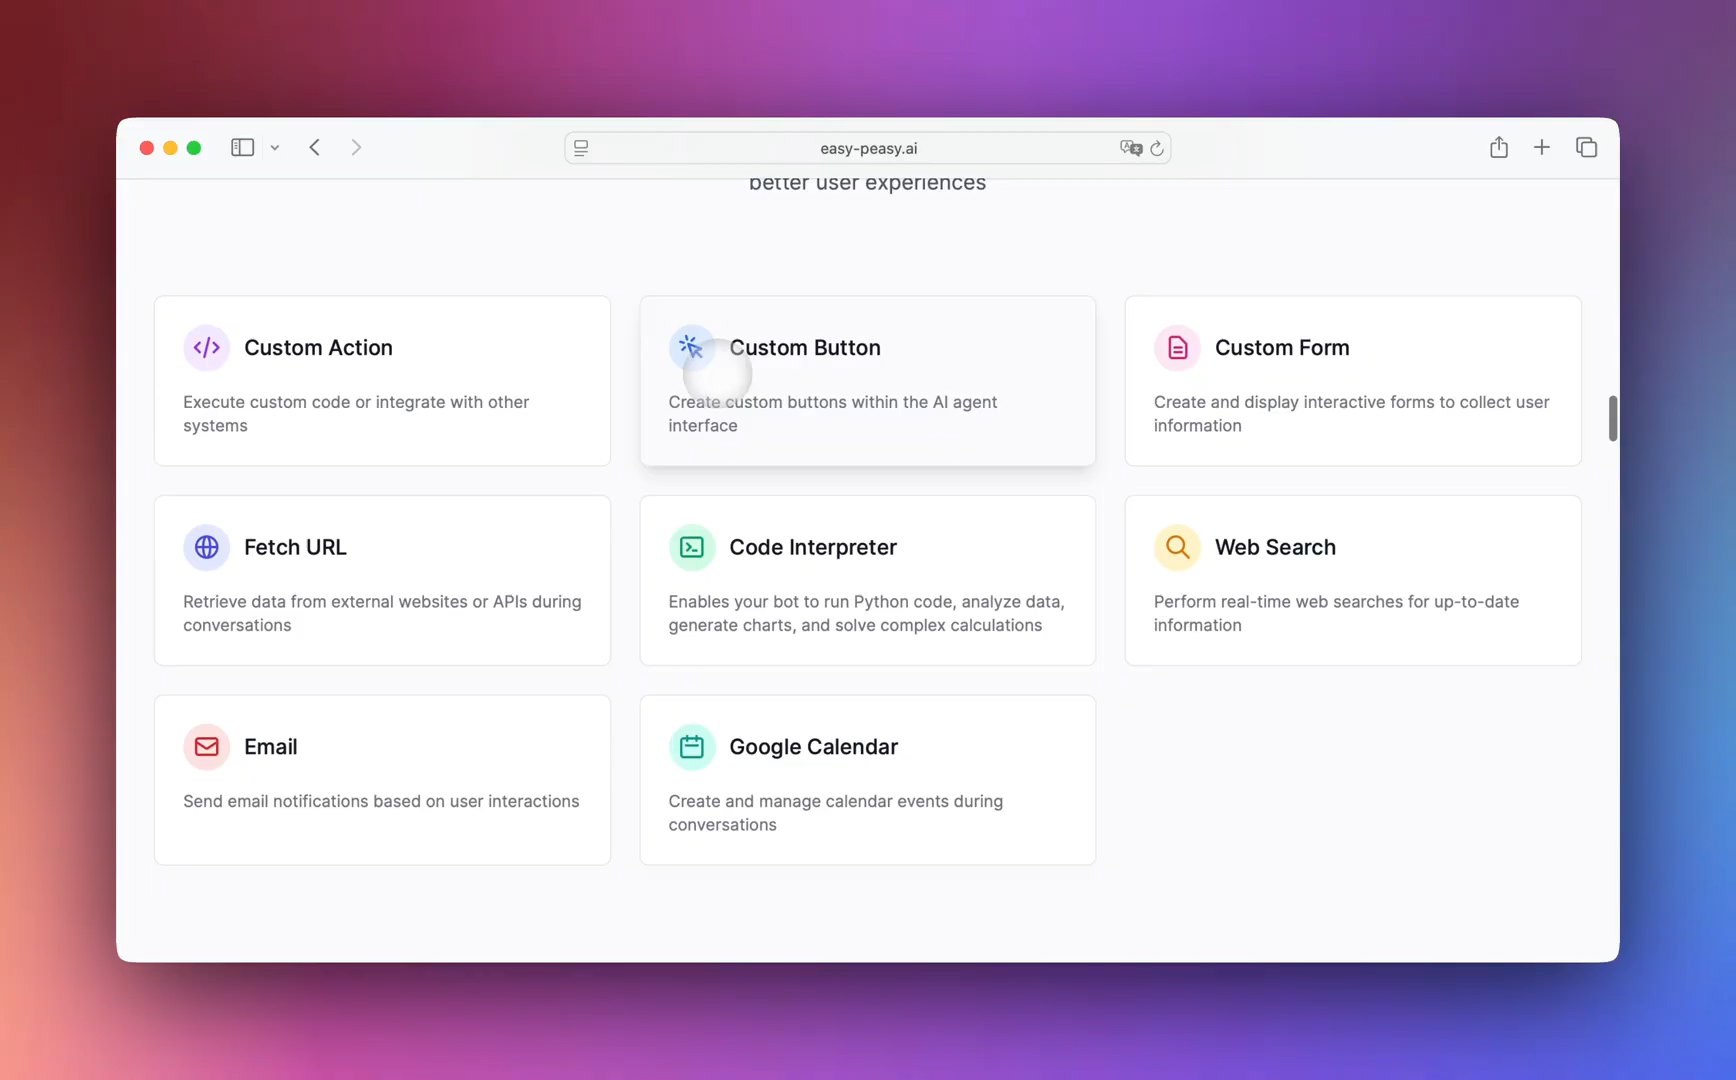 easy-peasy.ai
better user experiences
Custom Action
Execute custom code or integrate with other
systems
Custom Button
Create custom buttons within the AI agent
interface
Custom Form
Create and display interactive forms to collect user
information
Fetch URL
Retrieve data from external websites or APIs during
conversations
Code Interpreter
Enables your bot to run Python code, analyze data,
generate charts, and solve complex calculations
Web Search
Perform real-time web searches for up-to-date
information
Email
Send email notifications based on user interactions
Google Calendar
Create and manage calendar events during
conversations